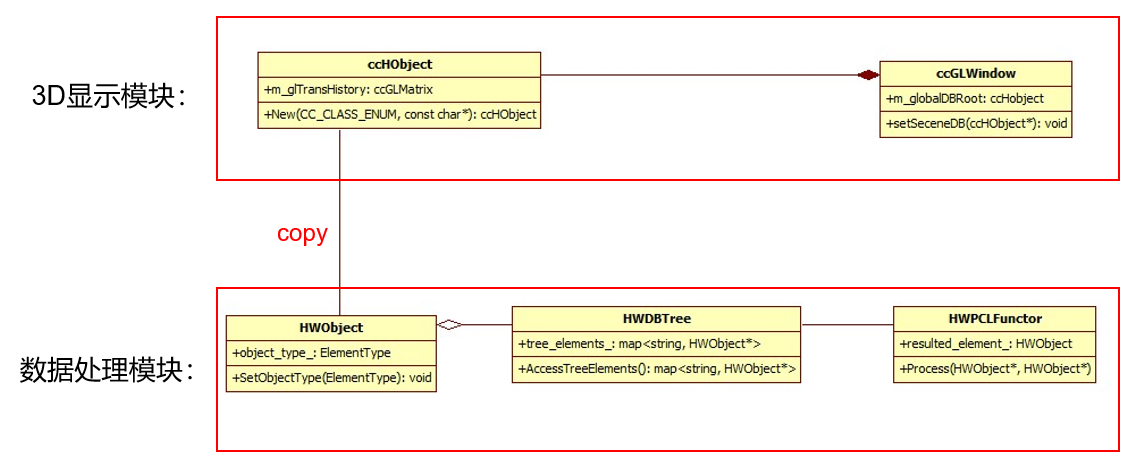 3D显示模块：
ccHObject
+m_glTransHistory: ccGLMatrix
+New(CC_CLASS_ENUM, const char*): ccHObject
ccGLWindow
+m_globalDBRoot: ccHobject
+setSeceneDB(ccHObject*): void
copy
数据处理模块：
HWObject
+object_type_: ElementType
+SetObjectType(ElementType): void
HWDBTree
+tree_elements_: map<string, HWObject*>
+AccessTreeElements(): map<string, HWObject*>
HWPCLFunctor
+resulted_element_: HWObject
+Process(HWObject*, HWObject*)